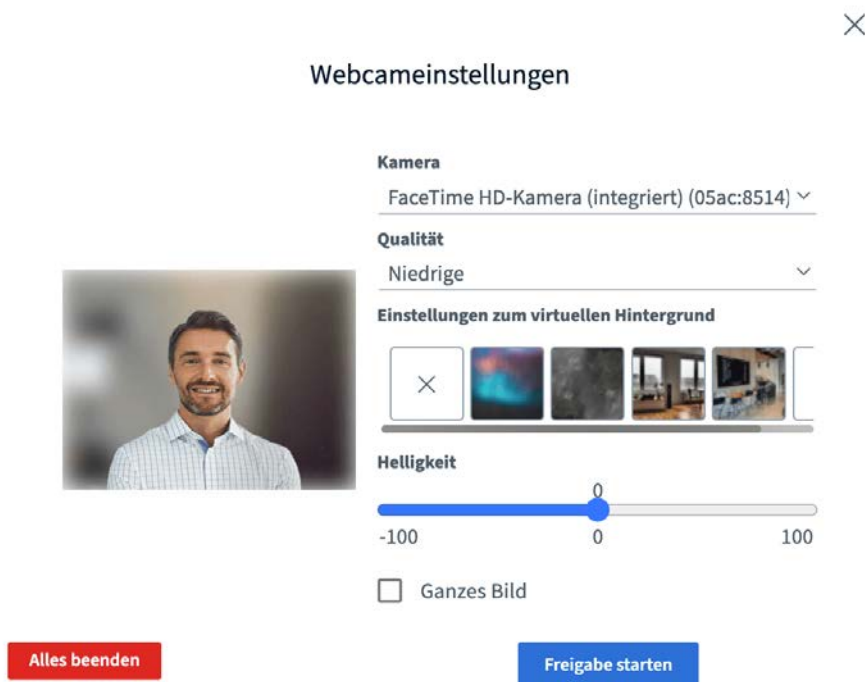 Webcameinstellungen
Kamera
FaceTime HD-Kamera (integriert) (05ac:8514)
Qualität
Niedrige
Einstellungen zum virtuellen Hintergrund
Helligkeit
0
-100 0 100
Ganzes Bild
Alles beenden
Freigabe starten